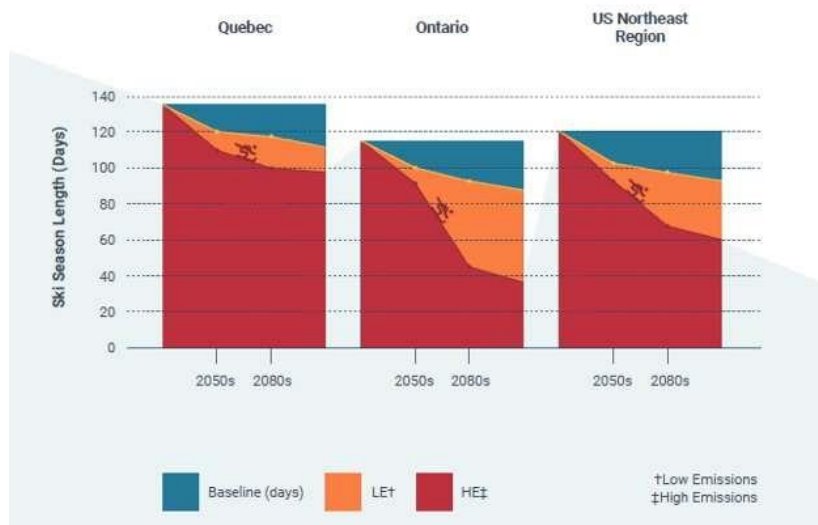 Quebec
Ontario
US Northeast
Region
Ski Season Length (Days)
140
120
100
80
60
40
20
0
2050s 2080s
2050s 2080s
2050s 2080s
Baseline (days)
LE†
HE‡
†Low Emissions
‡High Emissions